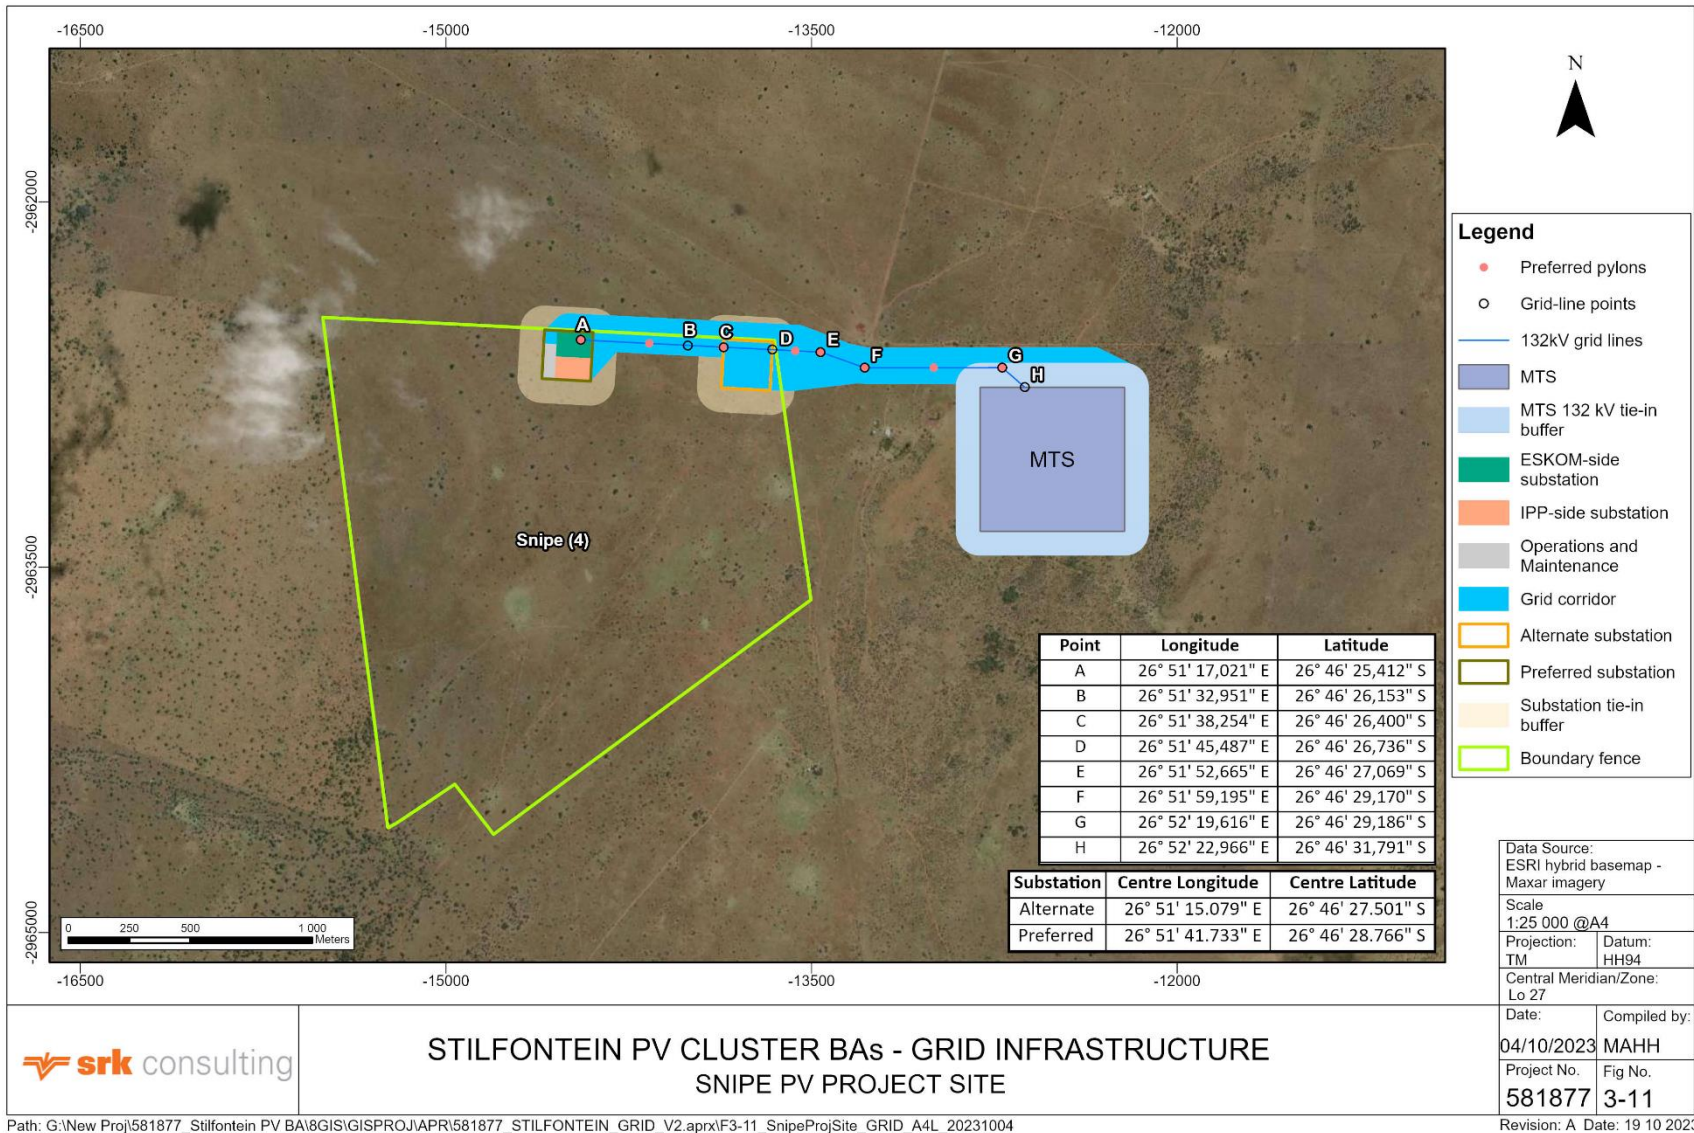 -16500 -15000 -13500 -12000
-2962000
-2963500
-2965000
N
A B C D E F G H
MTS
Snipe (4)
Legend
Preferred pylons
Grid-line points
132kV grid lines
MTS
MTS 132 kV tie-in
buffer
ESKOM-side
substation
IPP-side substation
Operations and
Maintenance
Grid corridor
Alternate substation
Preferred substation
Substation tie-in
buffer
Boundary fence
Point Longitude Latitude
A 26° 51' 17,021" E 26° 46' 25,412" S
B 26° 51' 32,951" E 26° 46' 26,153" S
C 26° 51' 38,254" E 26° 46' 26,400" S
D 26° 51' 45,487" E 26° 46' 26,736" S
E 26° 51' 52,665" E 26° 46' 27,069" S
F 26° 51' 59,195" E 26° 46' 29,170" S
G 26° 52' 19,616" E 26° 46' 29,186" S
H 26° 52' 22,966" E 26° 46' 31,791" S
Substation Centre Longitude Centre Latitude
Alternate 26° 51' 15.079" E 26° 46' 27.501" S
Preferred 26° 51' 41.733" E 26° 46' 28.766" S
0 250 500 1 000
Meters
-16500 -15000 -13500 -12000
Data Source:
ESRI hybrid basemap -
Maxar imagery
Scale
1:25 000 @A4
Projection: Datum:
TM HH94
Central Meridian/Zone:
Lo 27
Date: Compiled by:
04/10/2023 MAHH
Project No. Fig No.
581877 3-11
srk consulting
STILFONTEIN PV CLUSTER BAs - GRID INFRASTRUCTURE
SNIPE PV PROJECT SITE
Path: G:\New Proj\581877_Stilfontein PV BA\8GIS\GISPROJ\APR\581877_STILFONTEIN_GRID_V2.aprx\F3-11_SnipeProjSite_GRID_A4L_20231004
Revision: A Date: 19 10 2023